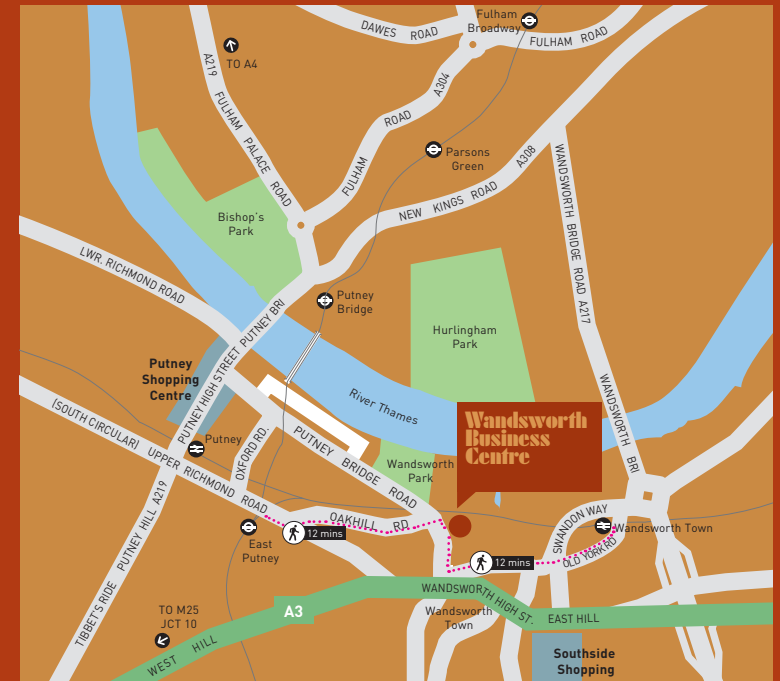 Fulham
Broadway
DAWES ROAD
FULHAM ROAD
TO A4
A219
FULHAM PALACE ROAD
A304
FULHAM ROAD
Parsons
Green
A308
NEW KINGS ROAD
WANDSWORTH BRIDGE ROAD A217
Bishop's
Park
LWR. RICHMOND ROAD
Putney
Bridge
PUTNEY BRI
Hurlingham
Park
PUTNEY HIGH STREET
Putney
Shopping
Centre
River Thames
WANDSWORTH BRI
Wandsworth
Business
Centre
(SOUTH CIRCULAR) UPPER RICHMOND ROAD
Putney
OXFORD RD.
PUTNEY BRIDGE ROAD
Wandsworth
Park
PUTNEY HILL A219
OAKHILL RD
12 mins
East
Putney
SWANDON WAY
Wandsworth Town
OLD YORK RD
12 mins
TIBBET'S RIDE
TO M25
JCT 10
A3
WANDSWORTH HIGH ST.
EAST HILL
Wandsworth
Town
WEST HILL
Southside
Shopping